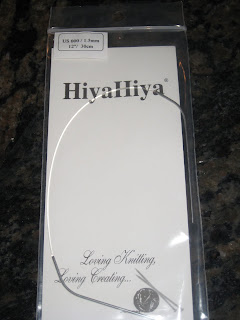 US 000 / 1.5mm
12"/ 30cm
HiyaHiya®
Loving Knitting,
Loving Creating...